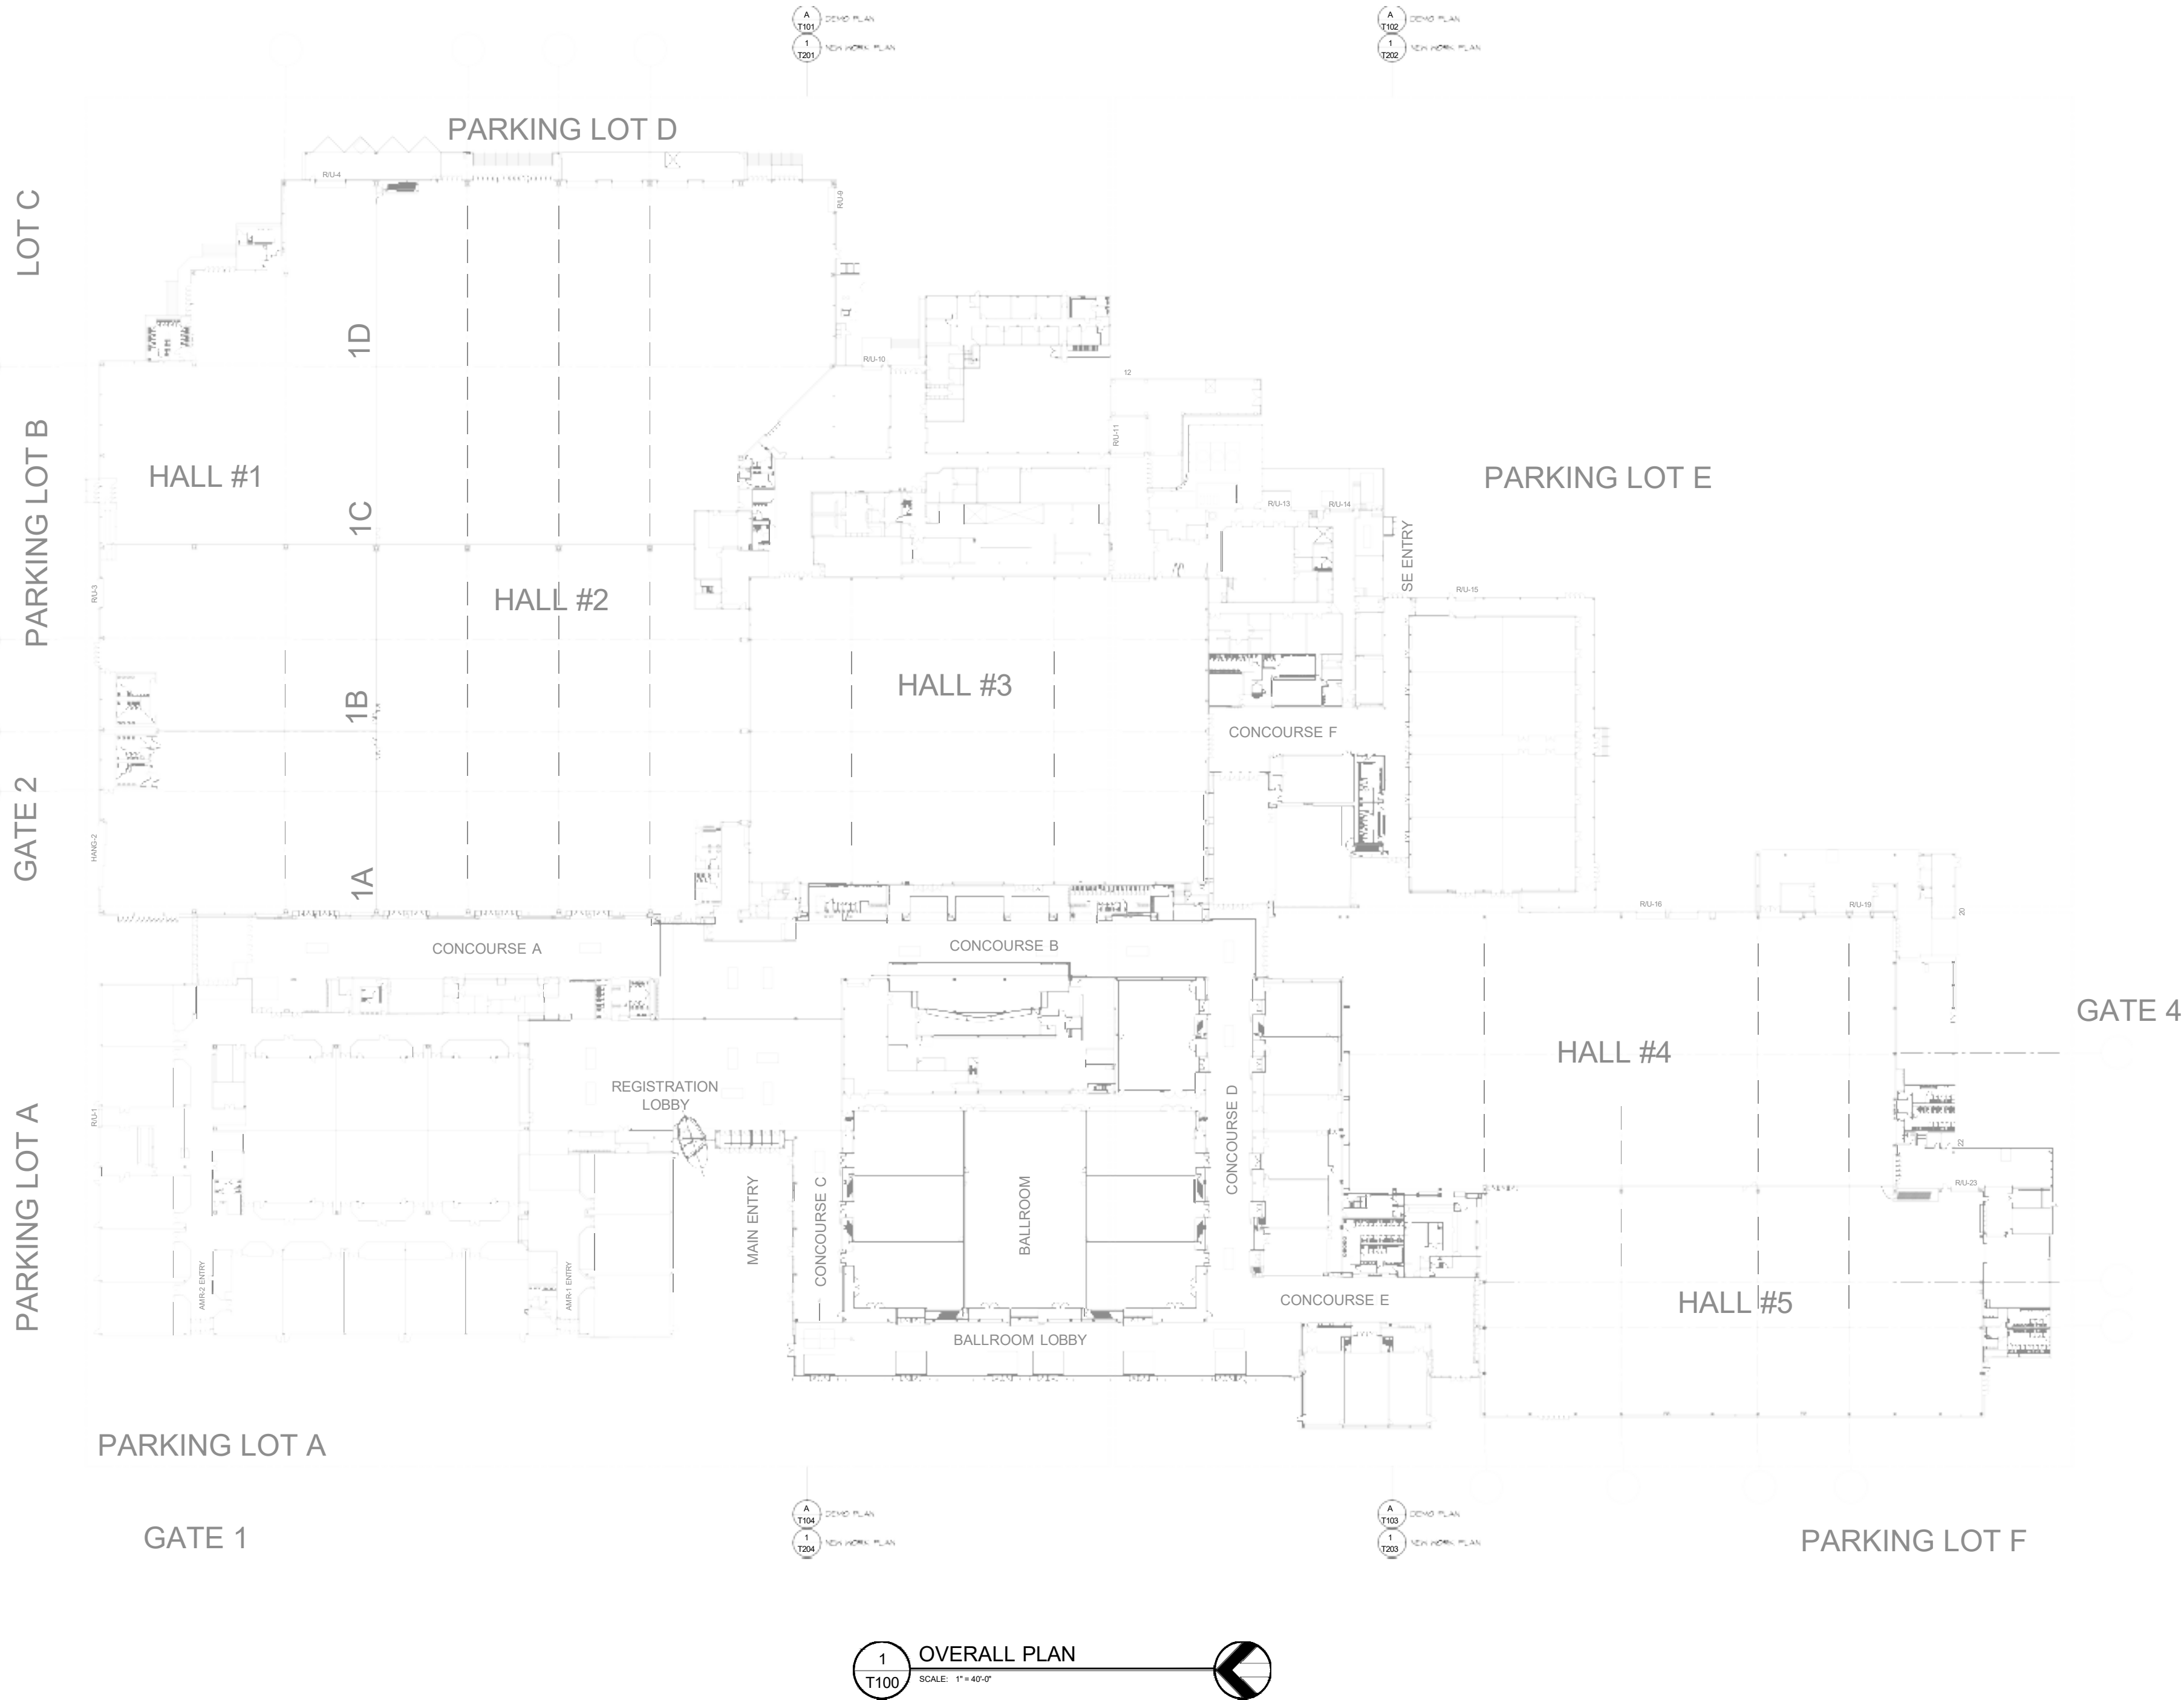 A
T101
DEMO PLAN
1
T201
NEW WORK PLAN
A
T102
DEMO PLAN
1
T202
NEW WORK PLAN
PARKING LOT D
R/U-4
R/U-9
LOT C
1D
R/U-10
12
R/U-11
PARKING LOT B
HALL #1
PARKING LOT E
1C
R/U-13
R/U-14
SE ENTRY
R/U-3
HALL #2
R/U-15
HALL #3
1B
CONCOURSE F
GATE 2
HANG-2
1A
R/U-16
R/U-19
20
CONCOURSE A
CONCOURSE B
GATE 4
HALL #4
REGISTRATION
LOBBY
R/U-1
CONCOURSE D
22
PARKING LOT A
R/U-23
MAIN ENTRY
CONCOURSE C
BALLROOM
AMR-2 ENTRY
AMR-1 ENTRY
CONCOURSE E
HALL #5
BALLROOM LOBBY
PARKING LOT A
A
T104
DEMO PLAN
1
T204
NEW WORK PLAN
A
T103
DEMO PLAN
1
T203
NEW WORK PLAN
GATE 1
PARKING LOT F
1
T100
OVERALL PLAN
SCALE: 1" = 40'-0"